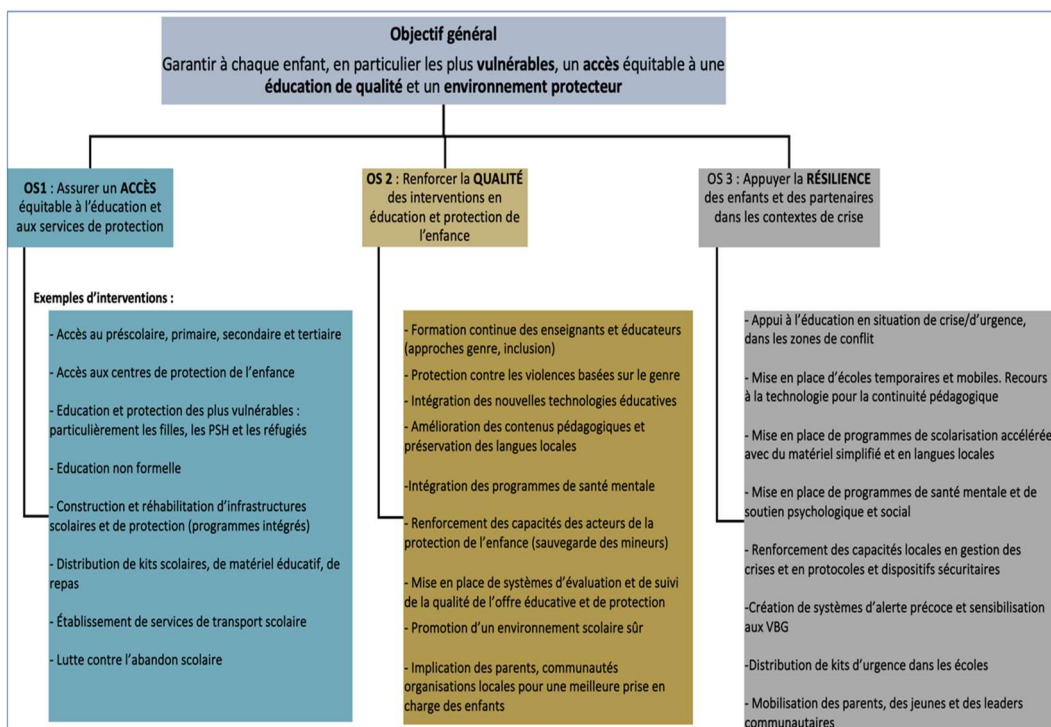 Objectif général
Garantir à chaque enfant, en particulier les plus vulnérables, un accès équitable à une
éducation de qualité et un environnement protecteur
OS1 : Assurer un ACCÈS
équitable à l'éducation et
aux services de protection
OS 2 : Renforcer la QUALITÉ
des interventions en
éducation et protection de
l'enfance
OS 3 : Appuyer la RÉSILIENCE
des enfants et des partenaires
dans les contextes de crise
Exemples d'interventions :
- Accès au préscolaire, primaire, secondaire et tertiaire
- Accès aux centres de protection de l'enfance
- Education et protection des plus vulnérables :
particulièrement les filles, les PSH et les réfugiés
- Education non formelle
- Construction et réhabilitation d'infrastructures
scolaires et de protection (programmes intégrés)
- Distribution de kits scolaires, de matériel éducatif, de
repas
- Établissement de services de transport scolaire
- Lutte contre l'abandon scolaire
- Formation continue des enseignants et éducateurs
(approches genre, inclusion)
- Protection contre les violences basées sur le genre
- Intégration des nouvelles technologies éducatives
- Amélioration des contenus pédagogiques et
préservation des langues locales
-Intégration des programmes de santé mentale
- Renforcement des capacités des acteurs de la
protection de l'enfance (sauvegarde des mineurs)
- Mise en place de systèmes d'évaluation et de suivi
de la qualité de l'offre éducative et de protection
- Promotion d'un environnement scolaire sûr
- Implication des parents, communautés
organisations locales pour une meilleure prise en
charge des enfants
- Appui à l'éducation en situation de crise/d'urgence,
dans les zones de conflit
- Mise en place d'écoles temporaires et mobiles. Recours
à la technologie pour la continuité pédagogique
- Mise en place de programmes de scolarisation accélérée
avec du matériel simplifié et en langues locales
- Mise en place de programmes de santé mentale et de
soutien psychologique et social
- Renforcement des capacités locales en gestion des
crises et en protocoles et dispositifs sécuritaires
-Création de systèmes d'alerte précoce et sensibilisation
aux VBG
-Distribution de kits d'urgence dans les écoles
- Mobilisation des parents, des jeunes et des leaders
communautaires